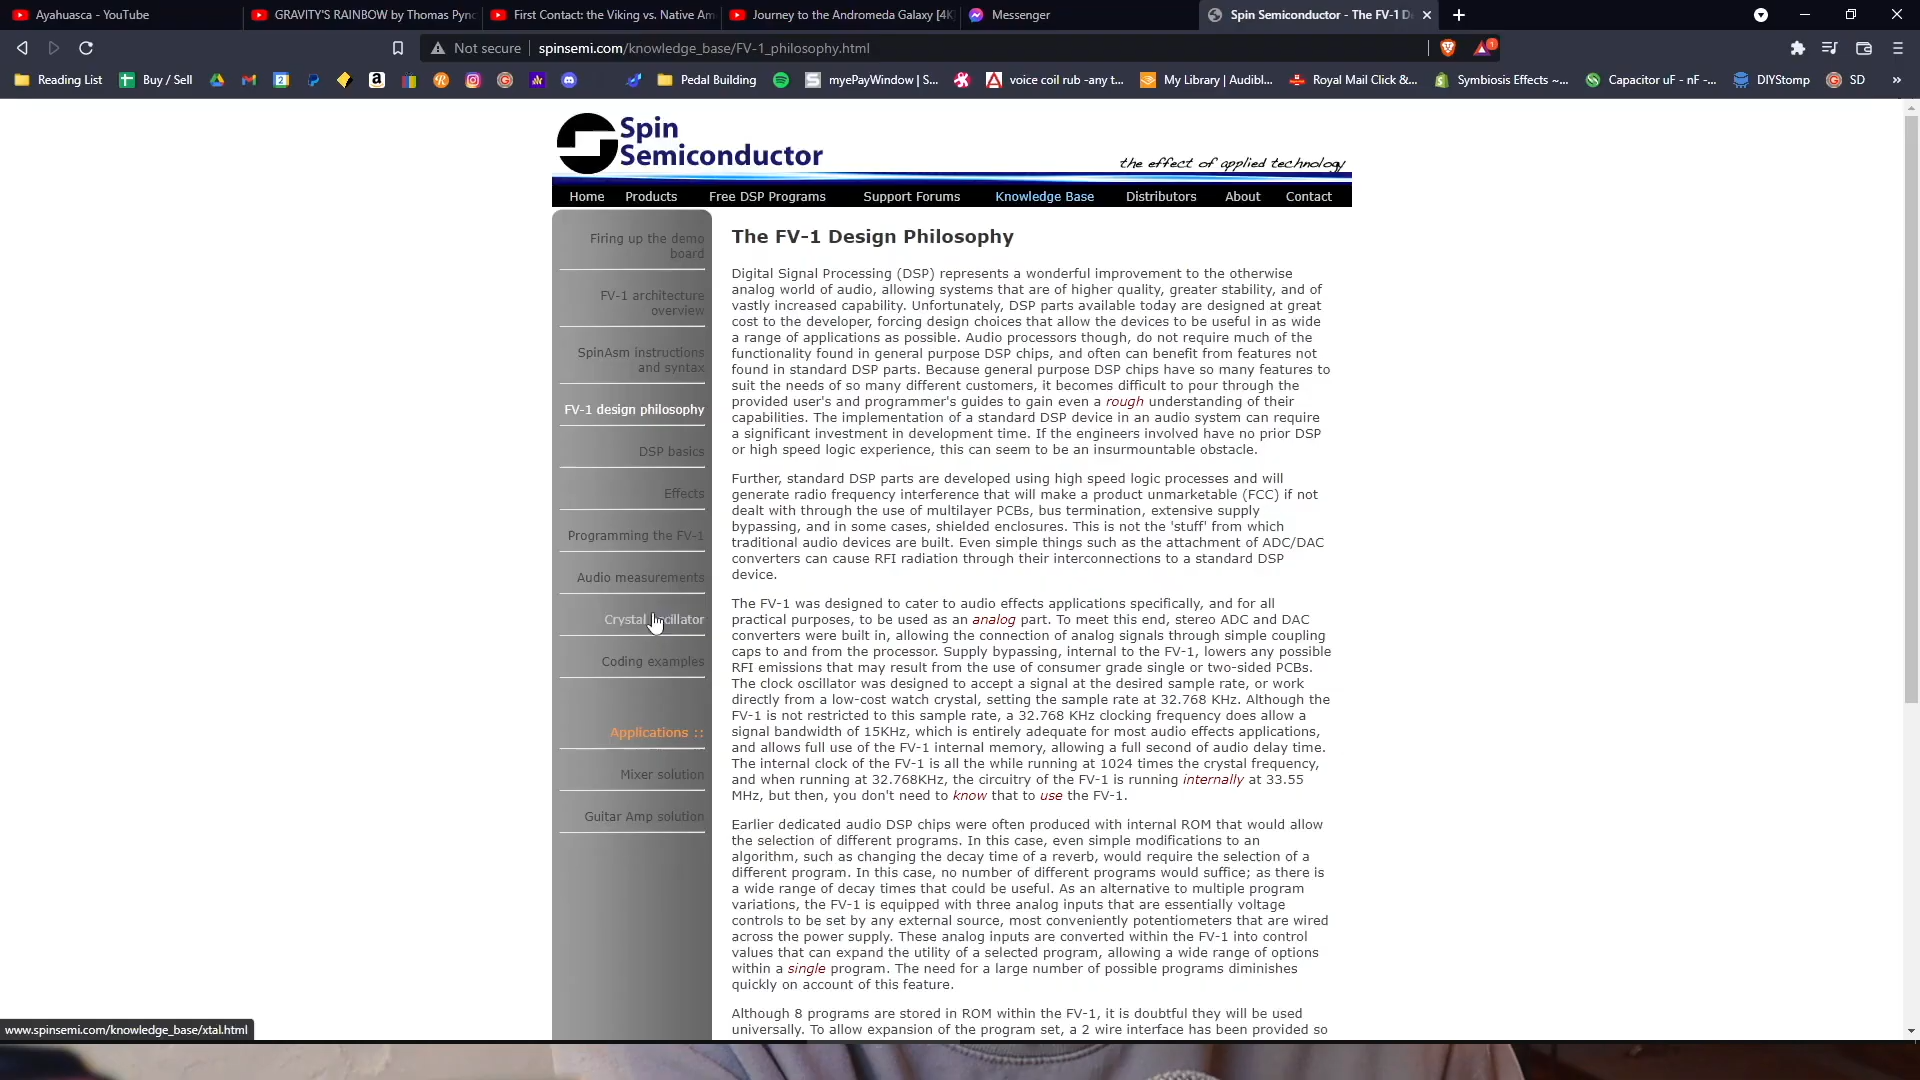 Ayahuasca - YouTube
GRAVITY'S RAINBOW by Thomas Pync
First Contact: the Viking vs. Native Am
Journey to the Andromeda Galaxy [4K
Messenger
Spin Semiconductor - The FV-1 D
Not secure
spinsemi.com/knowledge_base/FV-1_philosophy.html
1
Reading List
Buy / Sell
Pedal Building
myePayWindow | S...
voice coil rub -any t...
My Library | Audibl...
Royal Mail Click &...
Symbiosis Effects ~...
Capacitor uF - nF -...
DIYStomp
SD
»
Spin
Semiconductor
the effect of applied technology
Home
Products
Free DSP Programs
Support Forums
Knowledge Base
Distributors
About
Contact
Firing up the demo
board
FV-1 architecture
overview
SpinAsm instructions
and syntax
FV-1 design philosophy
DSP basics
Effects
Programming the FV-1
Audio measurements
Crystal oscillator
Coding examples
Applications ::
Mixer solution
Guitar Amp solution
The FV-1 Design Philosophy
Digital Signal Processing (DSP) represents a wonderful improvement to the otherwise
analog world of audio, allowing systems that are of higher quality, greater stability, and of
vastly increased capability. Unfortunately, DSP parts available today are designed at great
cost to the developer, forcing design choices that allow the devices to be useful in as wide
a range of applications as possible. Audio processors though, do not require much of the
functionality found in general purpose DSP chips, and often can benefit from features not
found in standard DSP parts. Because general purpose DSP chips have so many features to
suit the needs of so many different customers, it becomes difficult to pour through the
provided user's and programmer's guides to gain even a rough understanding of their
capabilities. The implementation of a standard DSP device in an audio system can require
a significant investment in development time. If the engineers involved have no prior DSP
or high speed logic experience, this can seem to be an insurmountable obstacle.
Further, standard DSP parts are developed using high speed logic processes and will
generate radio frequency interference that will make a product unmarketable (FCC) if not
dealt with through the use of multilayer PCBs, bus termination, extensive supply
bypassing, and in some cases, shielded enclosures. This is not the 'stuff' from which
traditional audio devices are built. Even simple things such as the attachment of ADC/DAC
converters can cause RFI radiation through their interconnections to a standard DSP
device.
The FV-1 was designed to cater to audio effects applications specifically, and for all
practical purposes, to be used as an analog part. To meet this end, stereo ADC and DAC
converters were built in, allowing the connection of analog signals through simple coupling
caps to and from the processor. Supply bypassing, internal to the FV-1, lowers any possible
RFI emissions that may result from the use of consumer grade single or two-sided PCBs.
The clock oscillator was designed to accept a signal at the desired sample rate, or work
directly from a low-cost watch crystal, setting the sample rate at 32.768 KHz. Although the
FV-1 is not restricted to this sample rate, a 32.768 KHz clocking frequency does allow a
signal bandwidth of 15KHz, which is entirely adequate for most audio effects applications,
and allows full use of the FV-1 internal memory, allowing a full second of audio delay time.
The internal clock of the FV-1 is all the while running at 1024 times the crystal frequency,
and when running at 32.768KHz, the circuitry of the FV-1 is running internally at 33.55
MHz, but then, you don't need to know that to use the FV-1.
Earlier dedicated audio DSP chips were often produced with internal ROM that would allow
the selection of different programs. In this case, even simple modifications to an
algorithm, such as changing the decay time of a reverb, would require the selection of a
different program. In this case, no number of different programs would suffice; as there is
a wide range of decay times that could be useful. As an alternative to multiple program
variations, the FV-1 is equipped with three analog inputs that are essentially voltage
controls to be set by any external source, most conveniently potentiometers that are wired
across the power supply. These analog inputs are converted within the FV-1 into control
values that can expand the utility of a selected program, allowing a wide range of options
within a single program. The need for a large number of possible programs diminishes
quickly on account of this feature.
Although 8 programs are stored in ROM within the FV-1, it is doubtful they will be used
universally. To allow expansion of the program set, a 2 wire interface has been provided so
www.spinsemi.com/knowledge_base/xtal.html